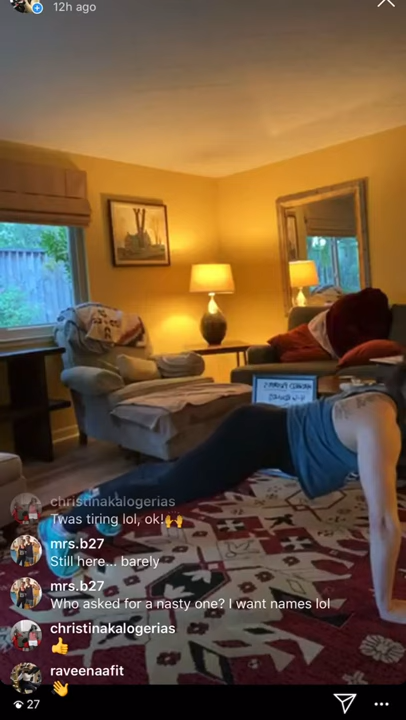 12h ago
christinakalogerias
Twas tiring lol, ok!🙌
mrs.b27
Still here... barely
mrs.b27
Who asked for a nasty one? I want names lol
christinakalogerias
👍
raveenaafit
👋
27